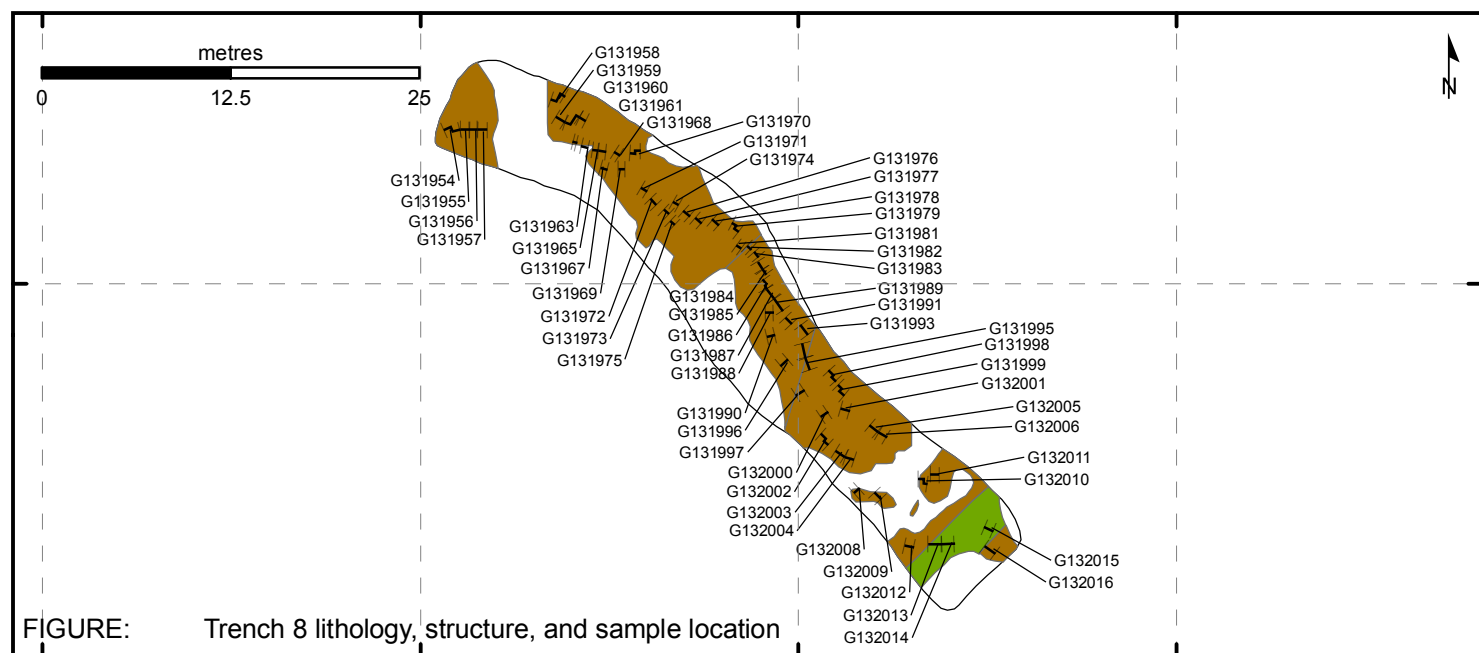 metres
0 12.5 25
N
G131958
G131959
G131960
G131961
G131968
G131970
G131971
G131974
G131976
G131977
G131978
G131979
G131981
G131982
G131983
G131989
G131991
G131993
G131995
G131998
G131999
G132001
G132005
G132006
G132011
G132010
G132015
G132016
G131954
G131955
G131956
G131957
G131963
G131965
G131967
G131969
G131972
G131973
G131975
G131984
G131985
G131986
G131987
G131988
G131990
G131996
G131997
G132000
G132002
G132003
G132004
G132008
G132009
G132012
G132013
G132014
FIGURE: Trench 8 lithology, structure, and sample location